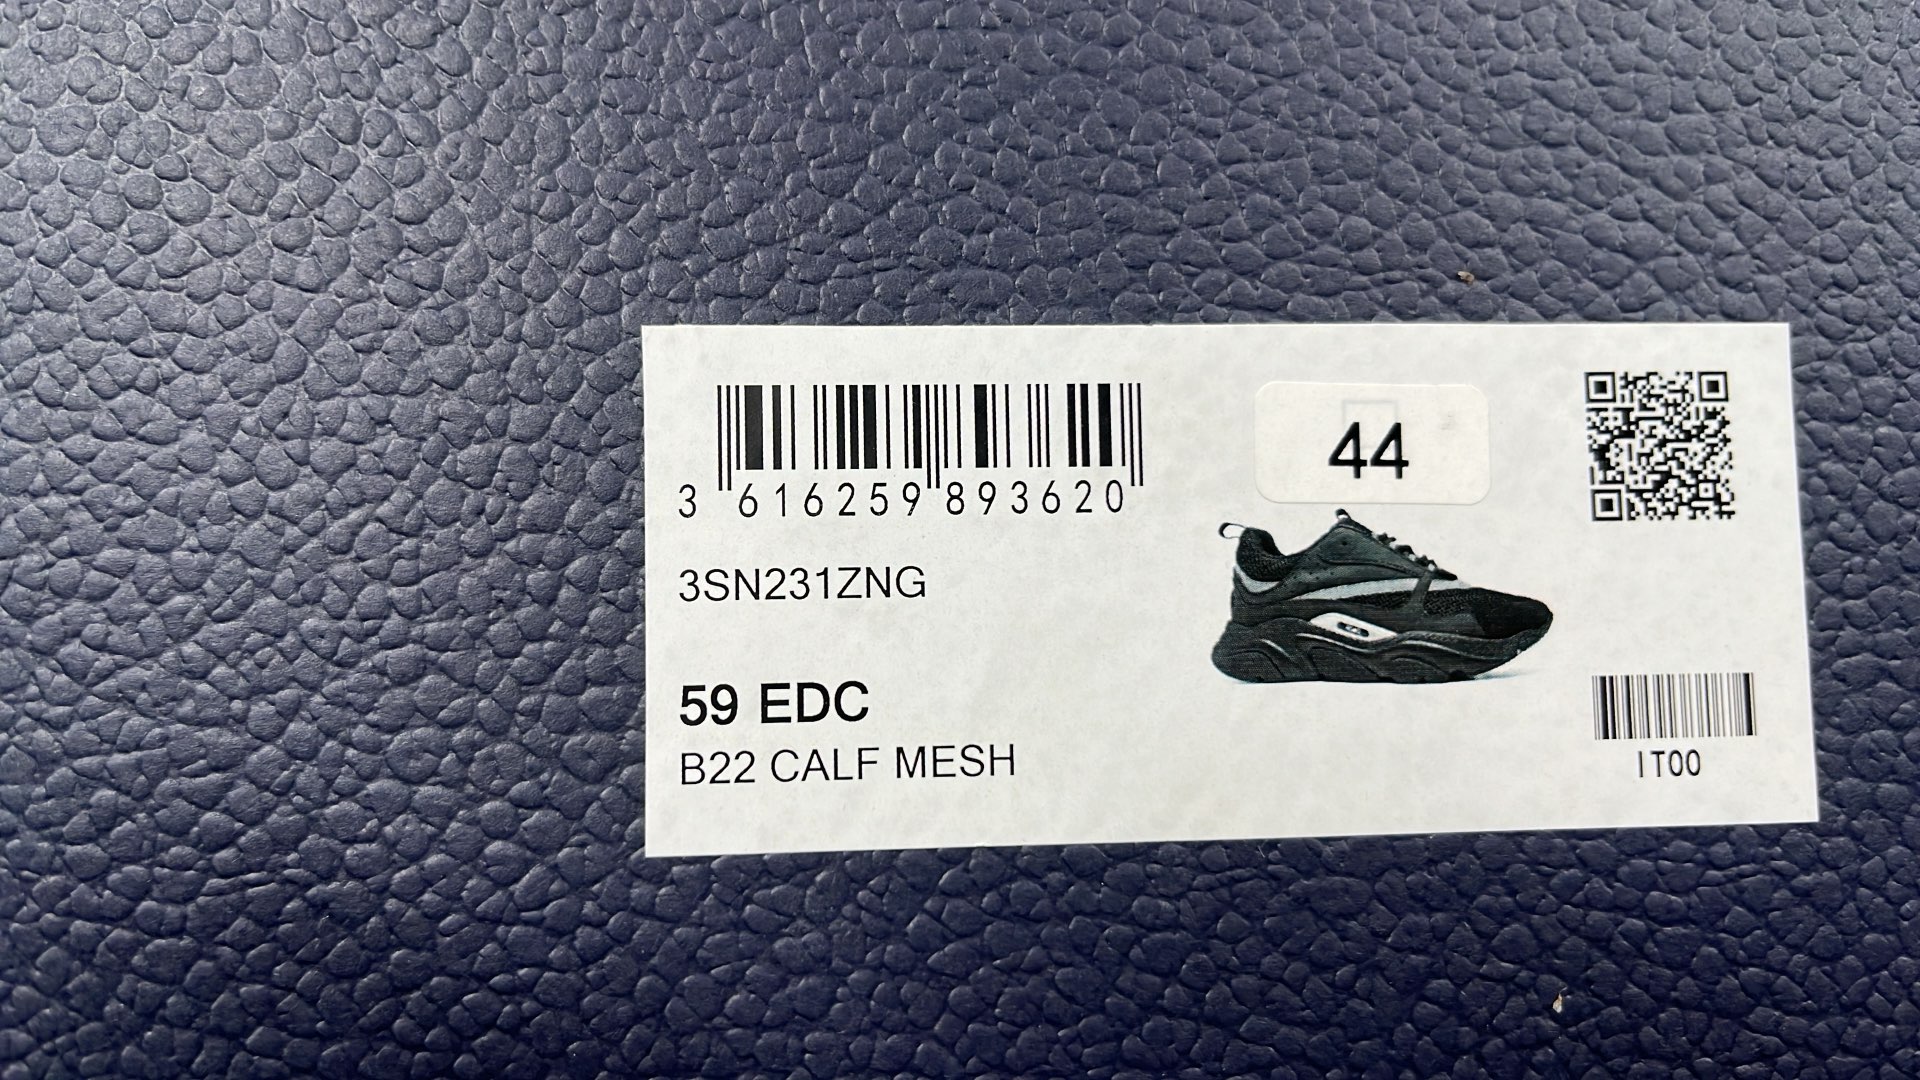 3 616259 893620
44
3SN231ZNG
59 EDC
B22 CALF MESH
IT00